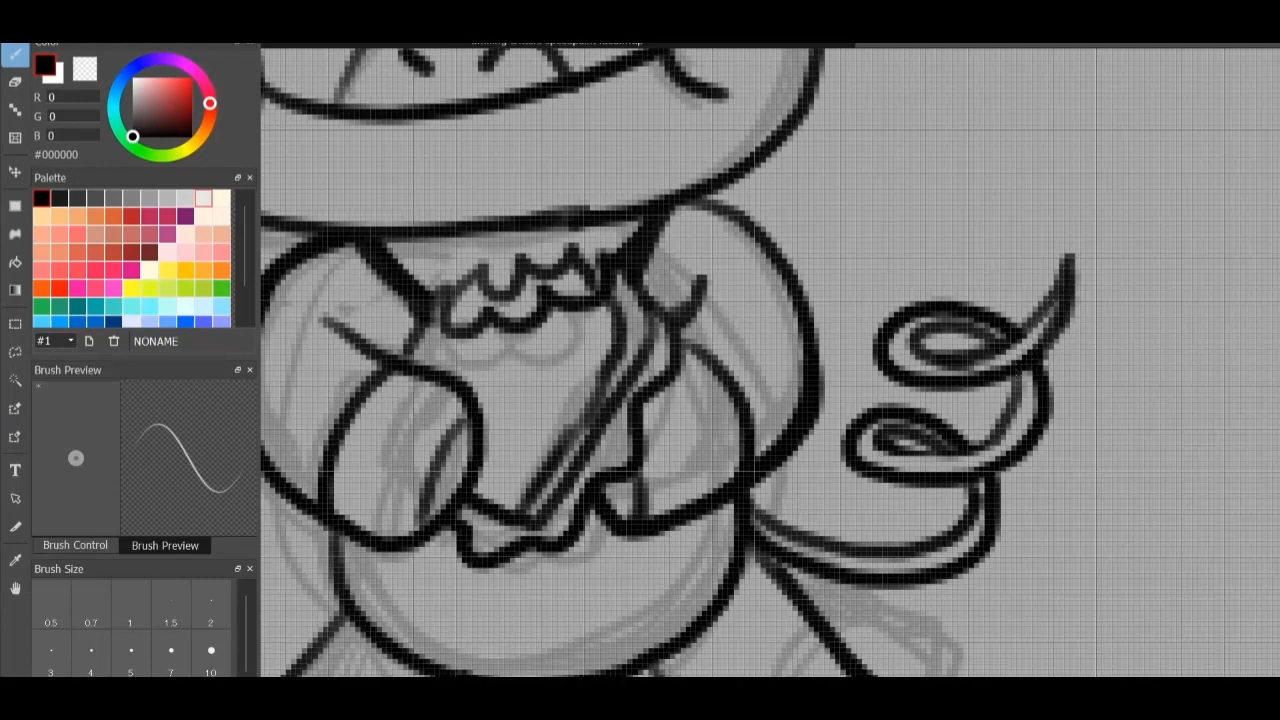 Color
R 0
G 0
B 0
#000000
Palette
#1 NONAME
Brush Preview
Brush Control Brush Preview
Brush Size
0.5 0.7 1 1.5 2
3 4 5 7 10
T